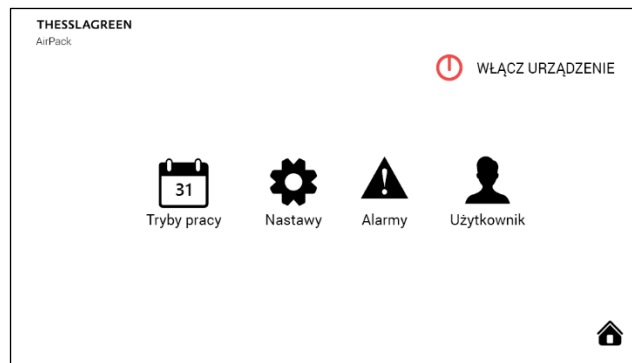 THESSLAGREEN
AirPack
WŁĄCZ URZĄDZENIE
31
Tryby pracy
Nastawy
Alarmy
Użytkownik